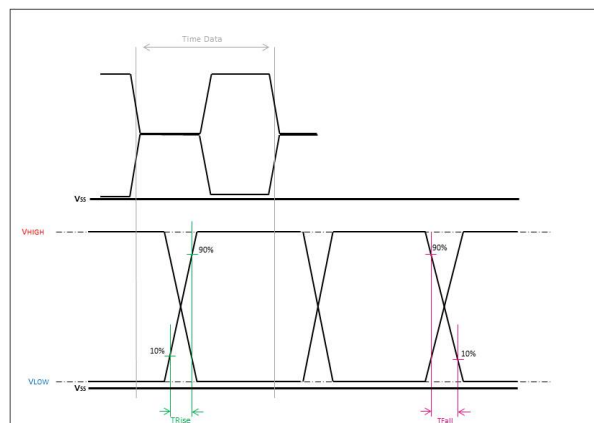 Time Data
Vss
VHIGH
90%
90%
10%
10%
VLOW
Vss
TRise
TFall